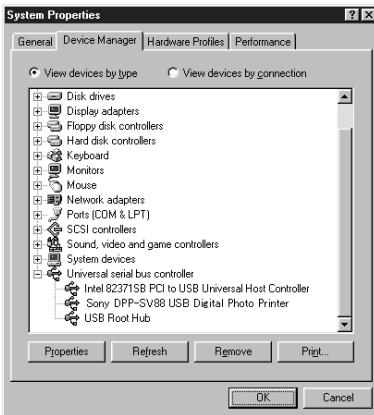 System Properties
General Device Manager Hardware Profiles Performance
View devices by type View devices by connection
Disk drives
Display adapters
Floppy disk controllers
Hard disk controllers
Keyboard
Monitors
Mouse
Network adapters
Ports (COM & LPT)
SCSI controllers
Sound, video and game controllers
System devices
Universal serial bus controller
Intel 82371SB PCI to USB Universal Host Controller
Sony DPP-SV88 USB Digital Photo Printer
USB Root Hub
Properties Refresh Remove Print...
OK Cancel